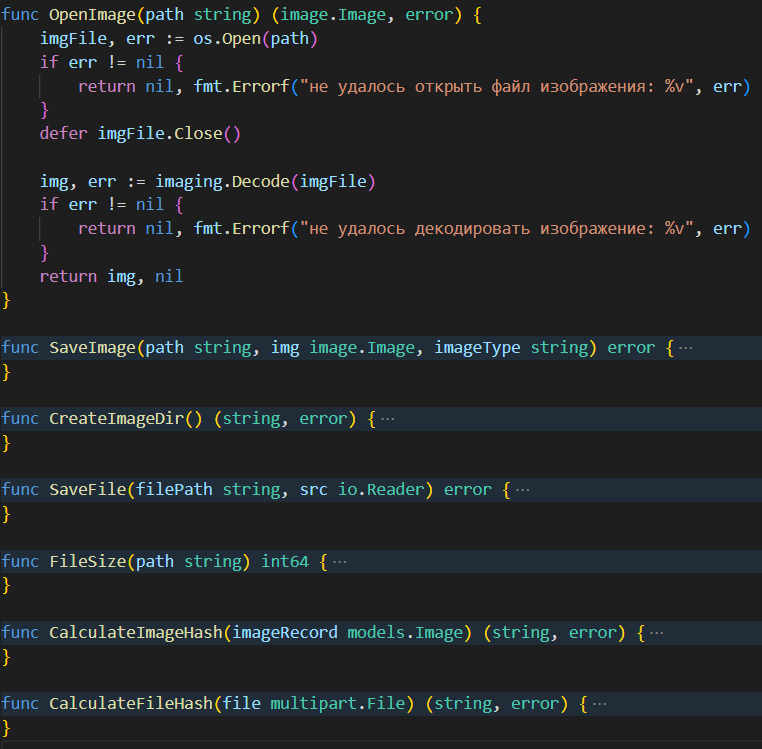 func OpenImage(path string) (image.Image, error) {
    imgFile, err := os.Open(path)
    if err != nil {
        return nil, fmt.Errorf("не удалось открыть файл изображения: %v", err)
    }
    defer imgFile.Close()

    img, err := imaging.Decode(imgFile)
    if err != nil {
        return nil, fmt.Errorf("не удалось декодировать изображение: %v", err)
    }
    return img, nil
}

func SaveImage(path string, img image.Image, imageType string) error { ···
}

func CreateImageDir() (string, error) { ···
}

func SaveFile(filePath string, src io.Reader) error { ···
}

func FileSize(path string) int64 { ···
}

func CalculateImageHash(imageRecord models.Image) (string, error) { ···
}

func CalculateFileHash(file multipart.File) (string, error) { ···
}